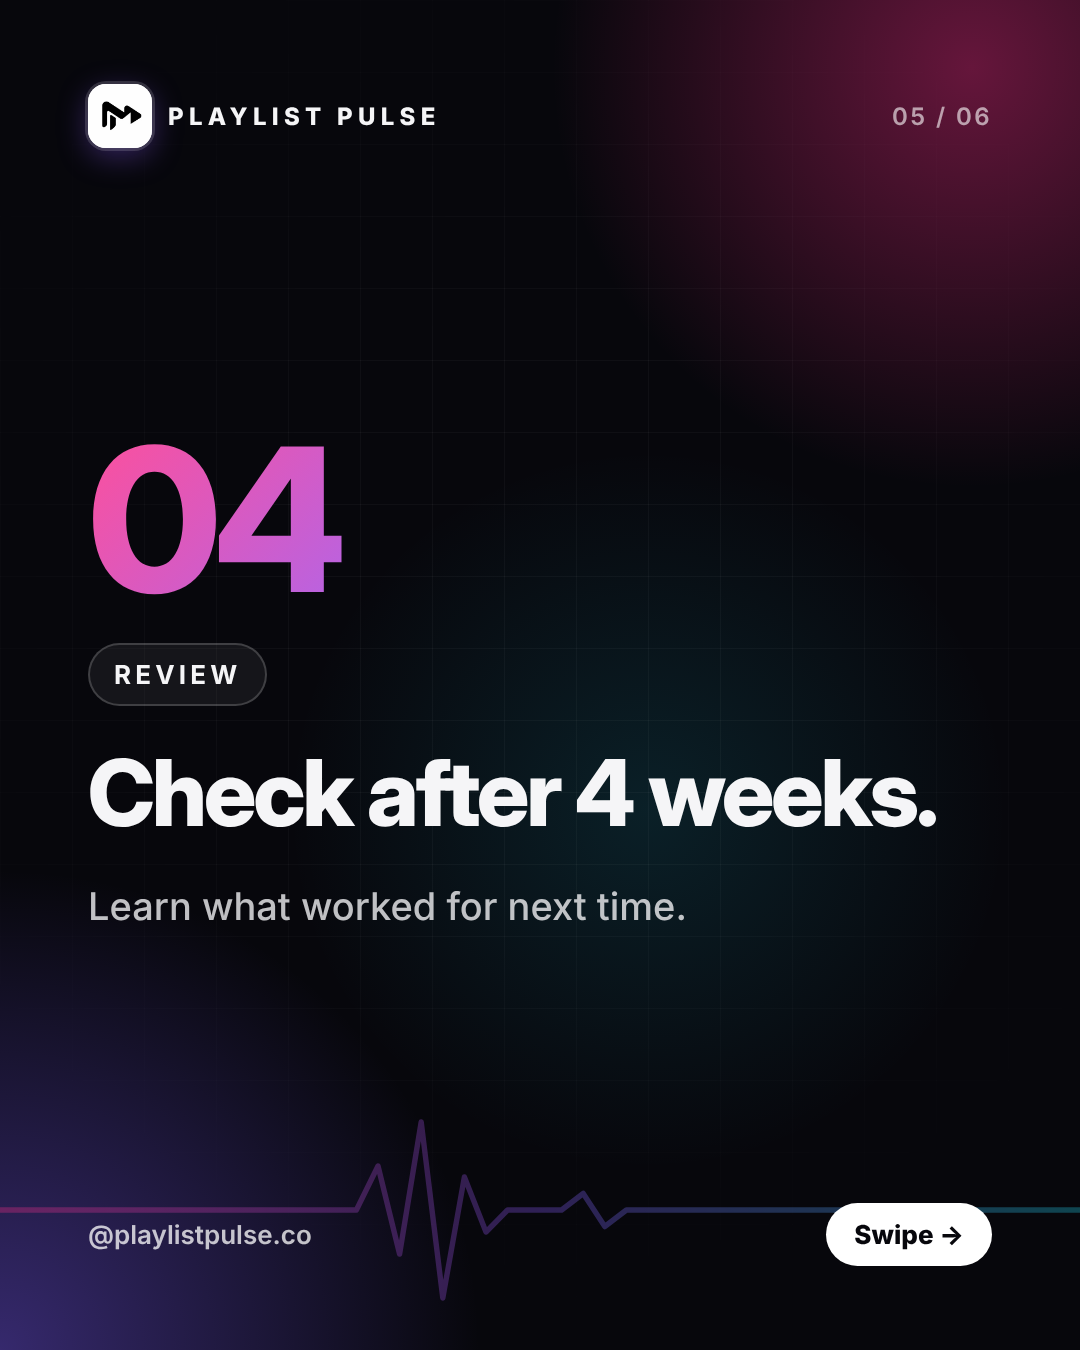 PLAYLIST PULSE
05 / 06
04
REVIEW
Check after 4 weeks.
Learn what worked for next time.
@playlistpulse.co
Swipe →